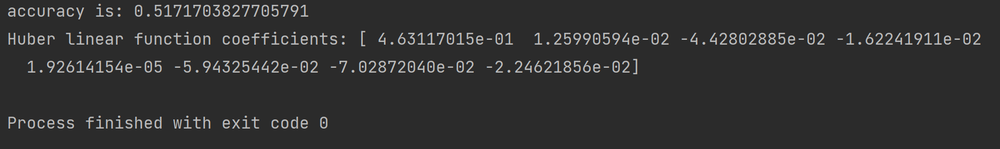 accuracy is: 0.5171703827705791
Huber linear function coefficients: [ 4.63117015e-01  1.25990594e-02 -4.42802885e-02 -1.62241911e-02
  1.92614154e-05 -5.94325442e-02 -7.02872040e-02 -2.24621856e-02]
Process finished with exit code 0